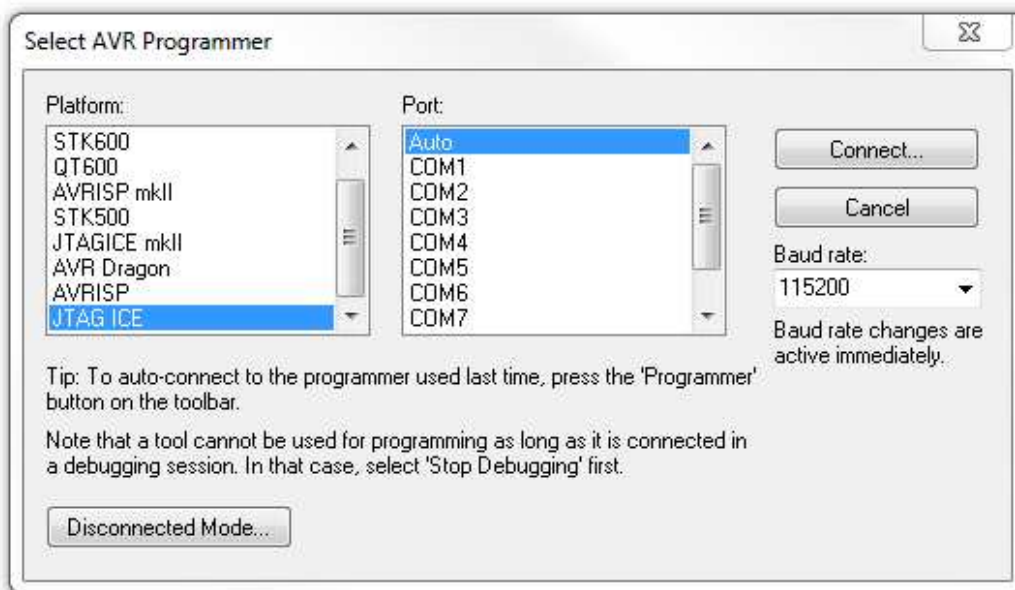 Select AVR Programmer
Platform:
STK600
QT600
AVRISP mkII
STK500
JTAGICE mkII
AVR Dragon
AVRISP
JTAG ICE
Port:
Auto
COM1
COM2
COM3
COM4
COM5
COM6
COM7
Connect...
Cancel
Baud rate:
115200
Baud rate changes are
active immediately.
Tip: To auto-connect to the programmer used last time, press the 'Programmer'
button on the toolbar.
Note that a tool cannot be used for programming as long as it is connected in
a debugging session. In that case, select 'Stop Debugging' first.
Disconnected Mode...